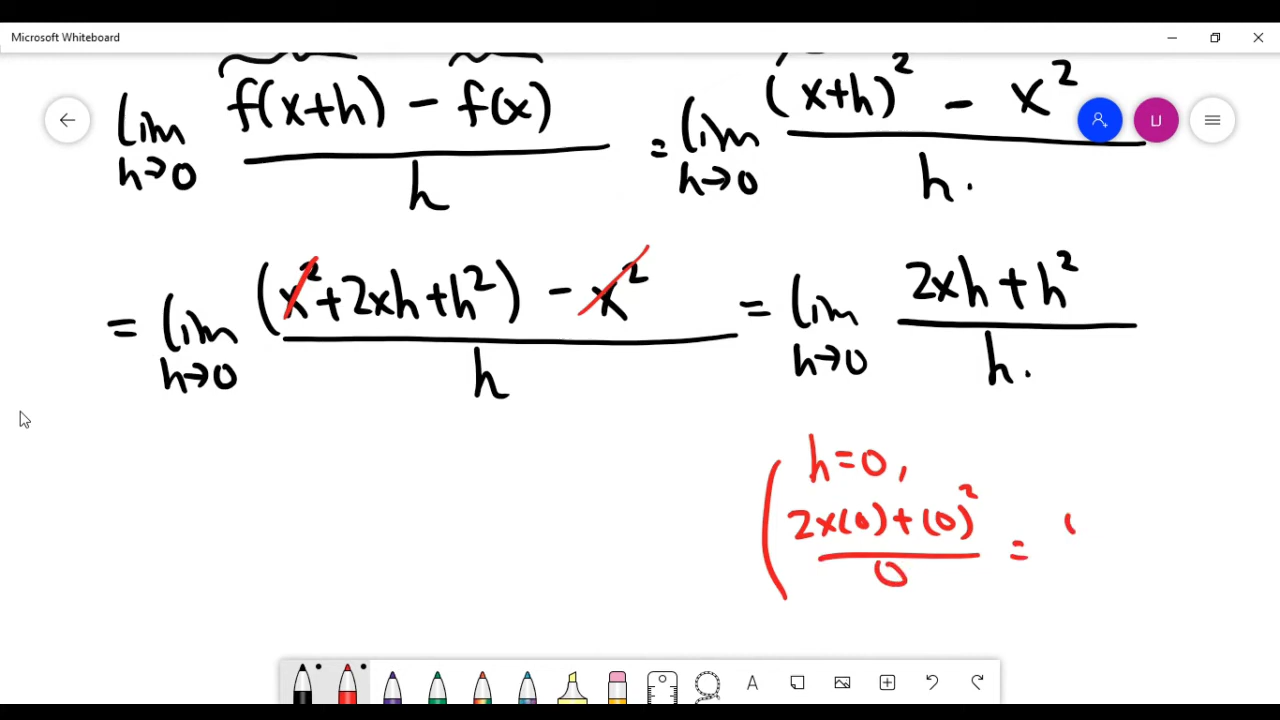 Microsoft Whiteboard
lim h→0 f(x+h) - f(x) / h = lim h→0 (x+h)² - x² / h.
= lim h→0 (x²+2xh+h²) - x² / h = lim h→0 2xh+h² / h.
( h=0,
2x(0)+(0)² / 0 =
LJ
A